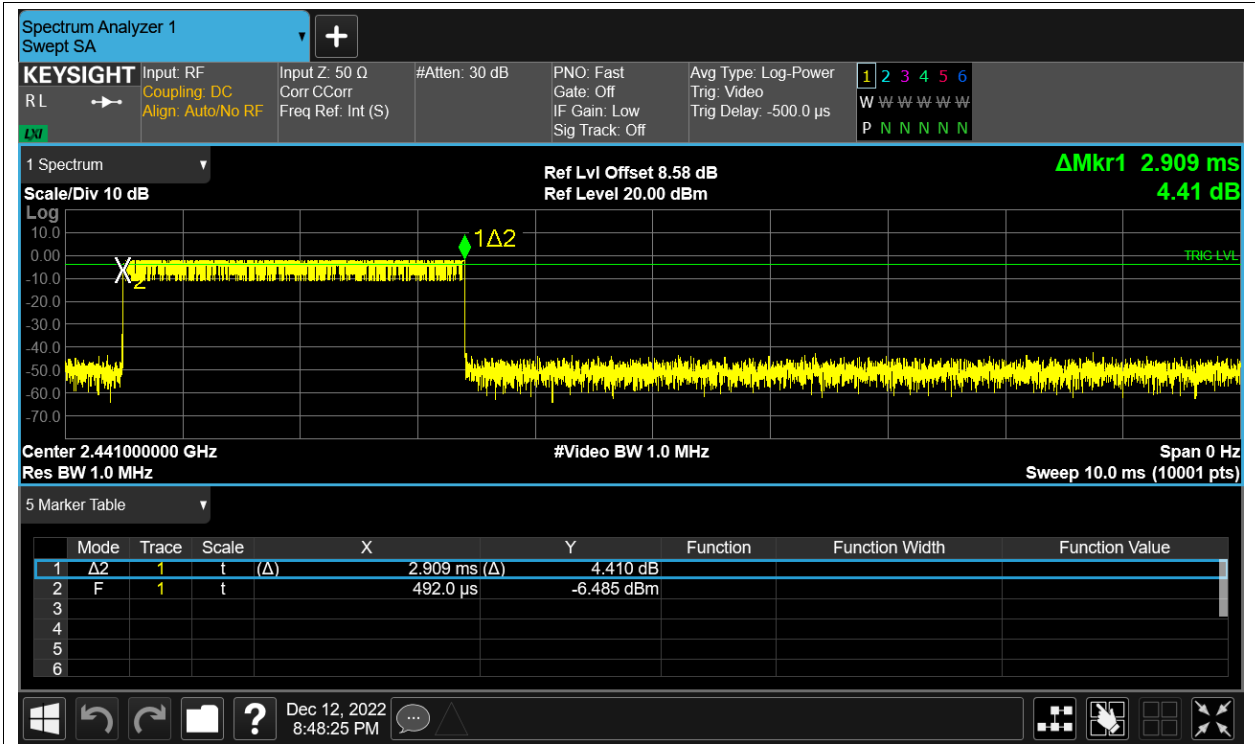 Spectrum Analyzer 1
Swept SA
KEYSIGHT
RL
LXI
Input: RF
Coupling: DC
Align: Auto/No RF
Input Z: 50 Ω
Corr CCorr
Freq Ref: Int (S)
#Atten: 30 dB
PNO: Fast
Gate: Off
IF Gain: Low
Sig Track: Off
Avg Type: Log-Power
Trig: Video
Trig Delay: -500.0 µs
1 2 3 4 5 6
W W W W W W
P N N N N N
1 Spectrum
Scale/Div 10 dB
Ref Lvl Offset 8.58 dB
Ref Level 20.00 dBm
ΔMkr1 2.909 ms
4.41 dB
Log
10.0
0.00
-10.0
-20.0
-30.0
-40.0
-50.0
-60.0
-70.0
1Δ2
2
TRIG LVL
Center 2.441000000 GHz
#Video BW 1.0 MHz
Span 0 Hz
Res BW 1.0 MHz
Sweep 10.0 ms (10001 pts)
5 Marker Table
Mode Trace Scale X Y Function Function Width Function Value
1 Δ2 1 t (Δ) 2.909 ms (Δ) 4.410 dB
2 F 1 t 492.0 µs -6.485 dBm
3
4
5
6
?
Dec 12, 2022
8:48:25 PM